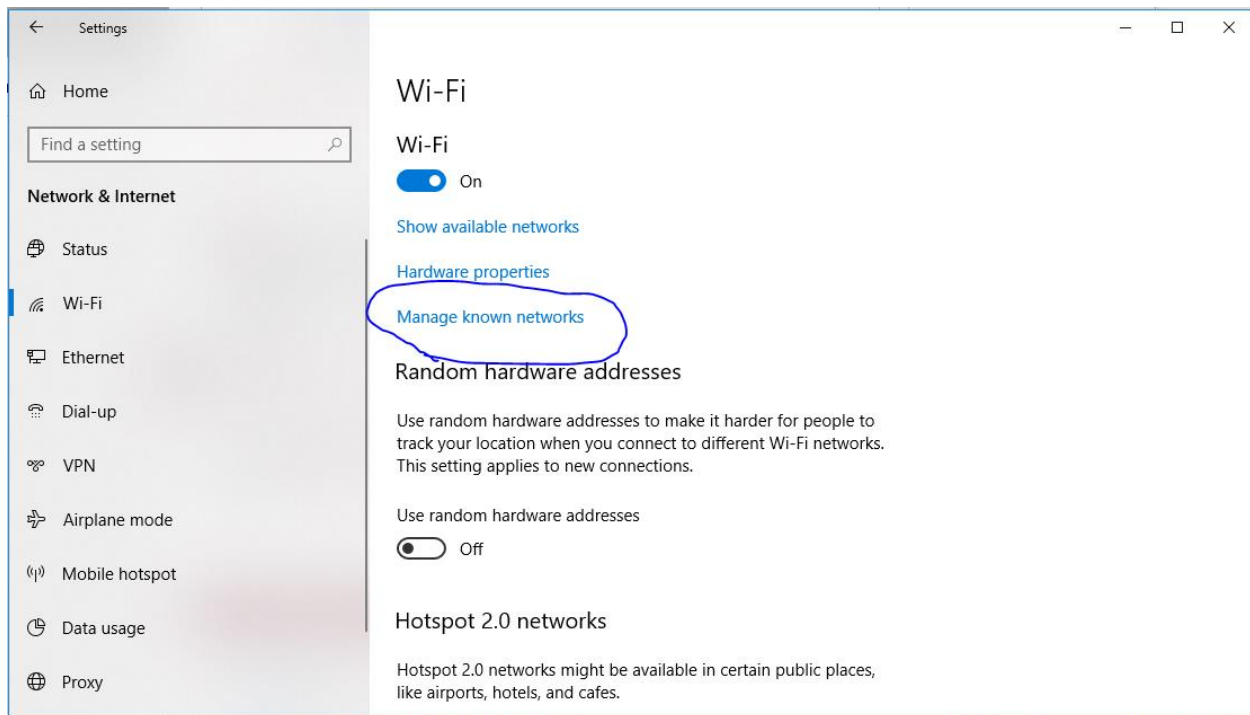 Settings
Home
Find a setting
Network & Internet
Status
Wi-Fi
Ethernet
Dial-up
VPN
Airplane mode
Mobile hotspot
Data usage
Proxy
Wi-Fi
Wi-Fi
On
Show available networks
Hardware properties
Manage known networks
Random hardware addresses
Use random hardware addresses to make it harder for people to
track your location when you connect to different Wi-Fi networks.
This setting applies to new connections.
Use random hardware addresses
Off
Hotspot 2.0 networks
Hotspot 2.0 networks might be available in certain public places,
like airports, hotels, and cafes.